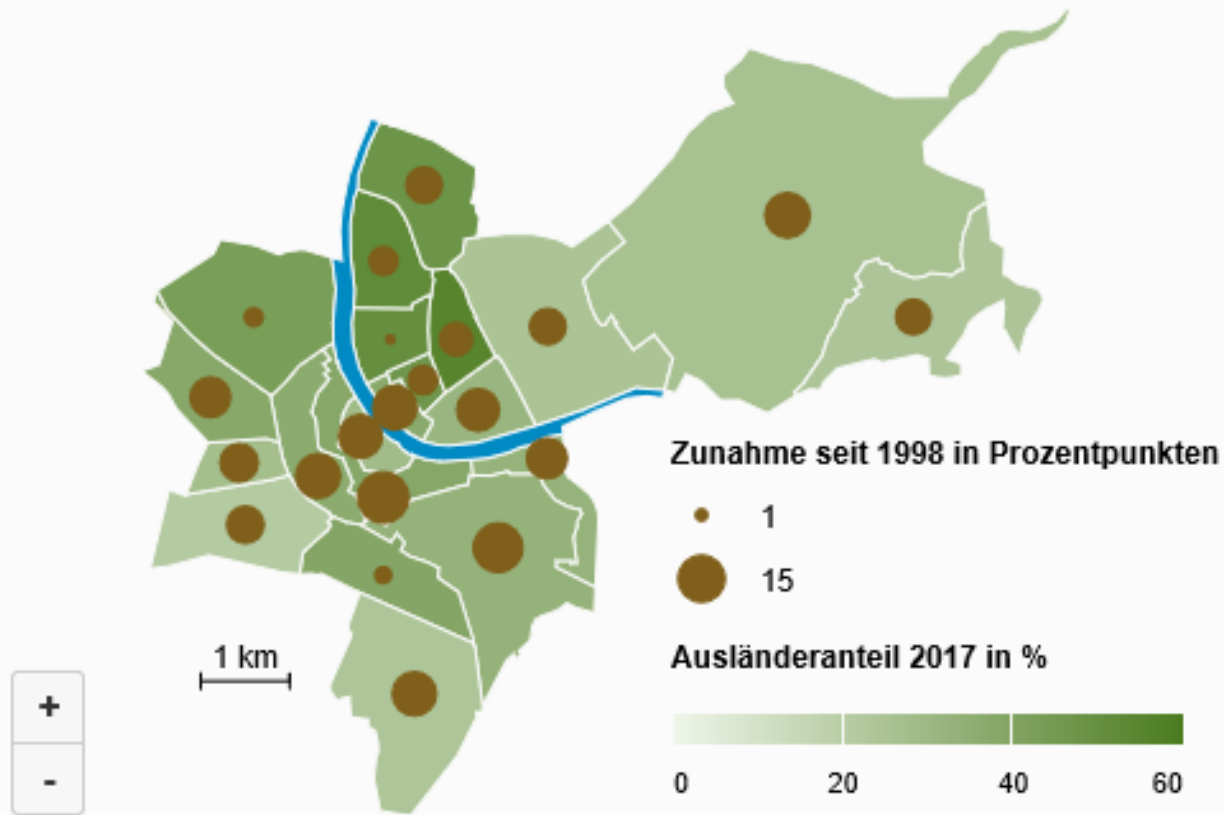 Zunahme seit 1998 in Prozentpunkten
1
15
1 km
Ausländeranteil 2017 in %
+
-
0 20 40 60